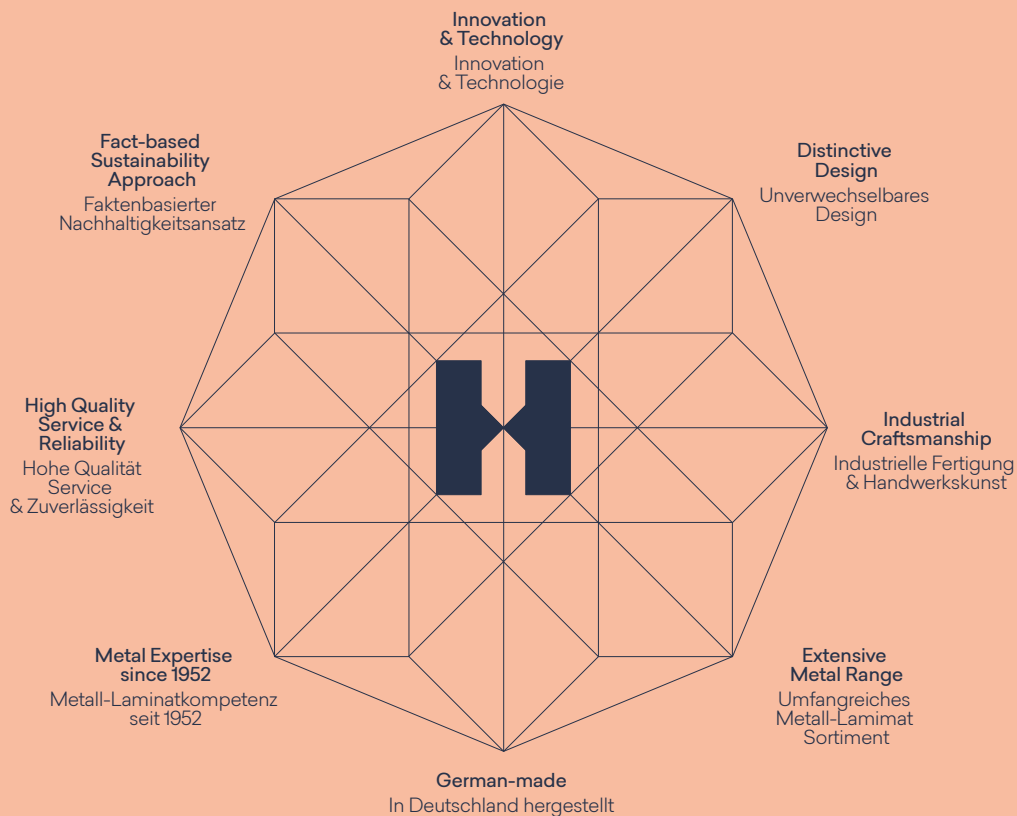 Innovation
& Technology
Innovation
& Technologie
Fact-based
Sustainability
Approach
Faktenbasierter
Nachhaltigkeitsansatz
Distinctive
Design
Unverwechselbares
Design
High Quality
Service &
Reliability
Hohe Qualität
Service
& Zuverlässigkeit
Industrial
Craftsmanship
Industrielle Fertigung
& Handwerkskunst
Metal Expertise
since 1952
Metall-Laminatkompetenz
seit 1952
Extensive
Metal Range
Umfangreiches
Metall-Lamimat
Sortiment
German-made
In Deutschland hergestellt